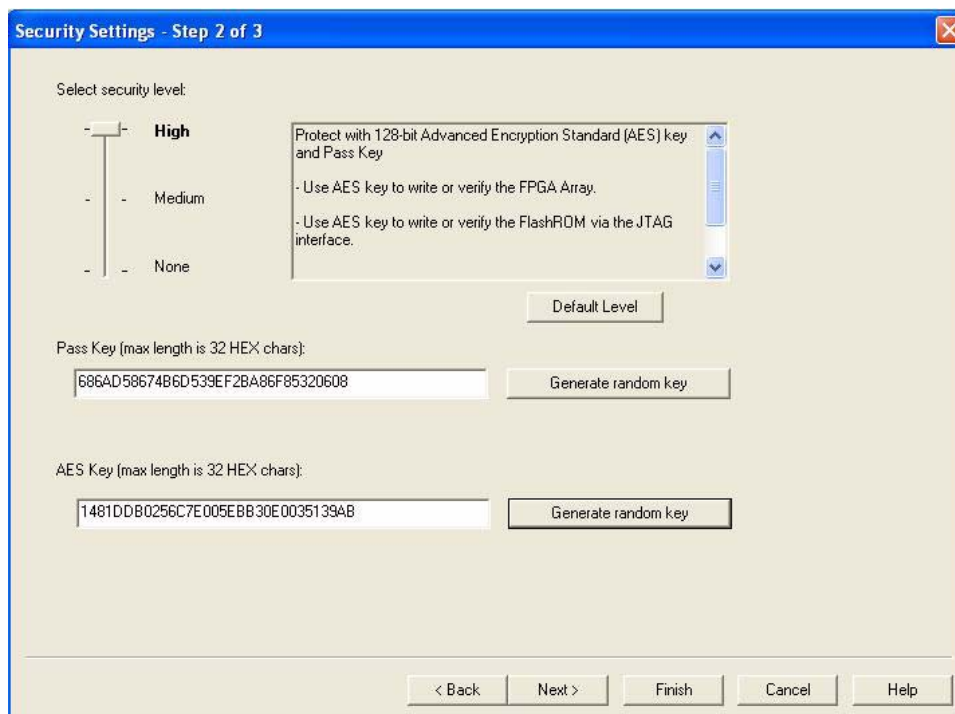 Security Settings - Step 2 of 3
Select security level:
High
Medium
None
Protect with 128-bit Advanced Encryption Standard (AES) key
and Pass Key
- Use AES key to write or verify the FPGA Array.
- Use AES key to write or verify the FlashROM via the JTAG
interface.
Default Level
Pass Key (max length is 32 HEX chars):
686AD58674B6D539EF2BA86F85320608
Generate random key
AES Key (max length is 32 HEX chars):
1481DDB0256C7E005EBB30E0035139AB
Generate random key
< Back
Next >
Finish
Cancel
Help